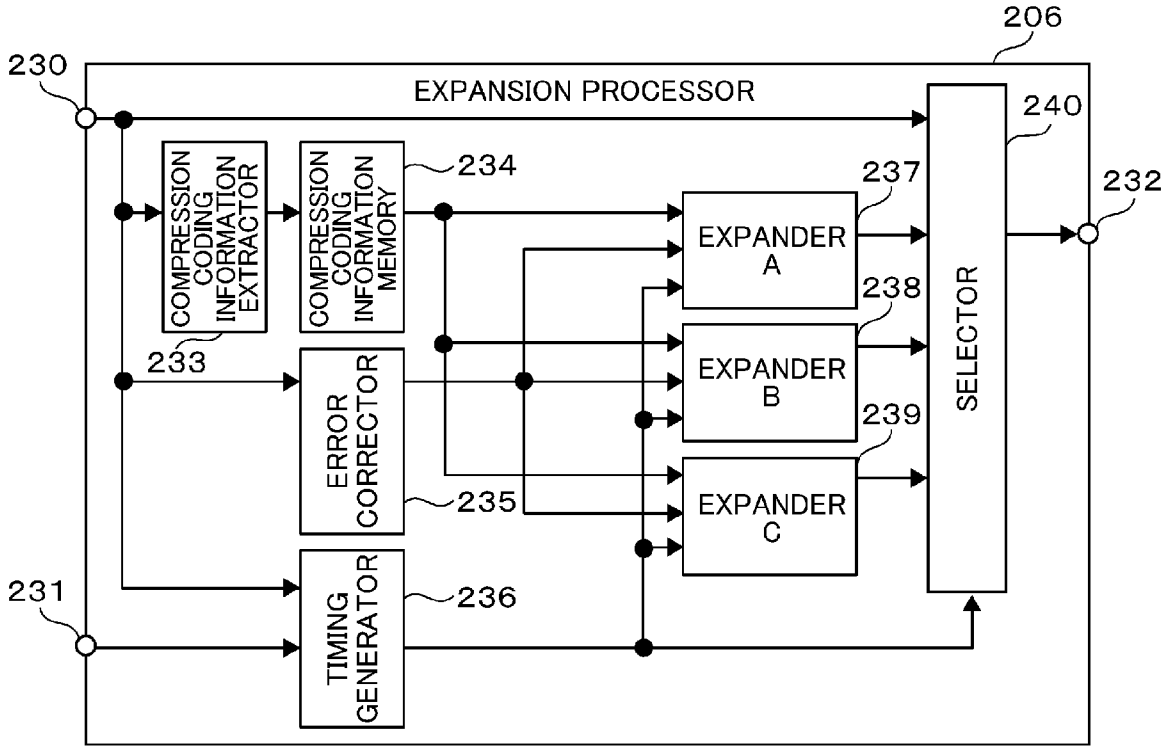 206
230
EXPANSION PROCESSOR
240
234
COMPRESSION
CODING
INFORMATION
EXTRACTOR
COMPRESSION
CODING
INFORMATION
MEMORY
237
232
EXPANDER
A
233
238
EXPANDER
B
SELECTOR
ERROR
CORRECTOR
239
235
EXPANDER
C
231
236
TIMING
GENERATOR